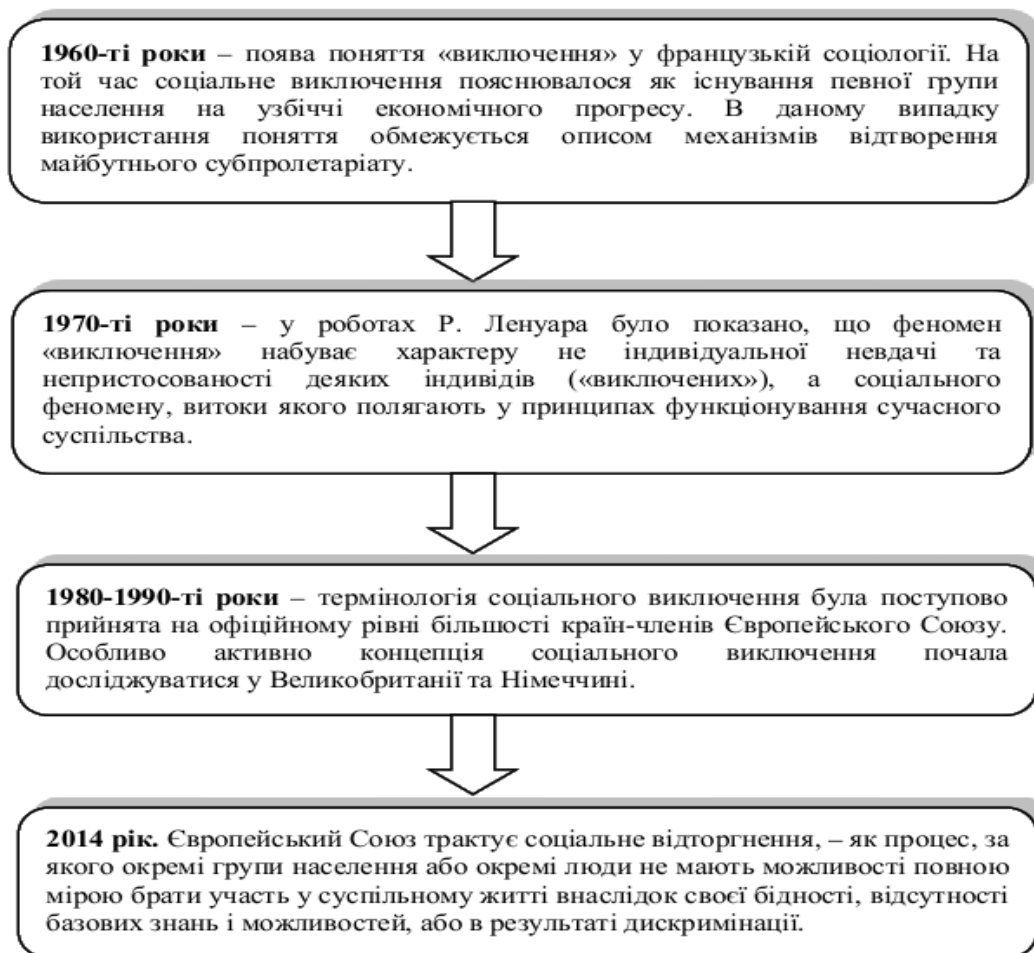 1960-ті роки – поява поняття «виключення» у французькій соціології. На
той час соціальне виключення пояснювалося як існування певної групи
населення на узбіччі економічного прогресу. В даному випадку
використання поняття обмежується описом механізмів відтворення
майбутнього субпролетаріату.
1970-ті роки – у роботах Р. Ленуара було показано, що феномен
«виключення» набуває характеру не індивідуальної невдачі та
непристосованості деяких індивідів («виключених»), а соціального
феномену, витоки якого полягають у принципах функціонування сучасного
суспільства.
1980-1990-ті роки – термінологія соціального виключення була поступово
прийнята на офіційному рівні більшості країн-членів Європейського Союзу.
Особливо активно концепція соціального виключення почала
досліджуватися у Великобританії та Німеччині.
2014 рік. Європейський Союз трактує соціальне відторгнення, – як процес, за
якого окремі групи населення або окремі люди не мають можливості повною
мірою брати участь у суспільному житті внаслідок своєї бідності, відсутності
базових знань і можливостей, або в результаті дискримінації.